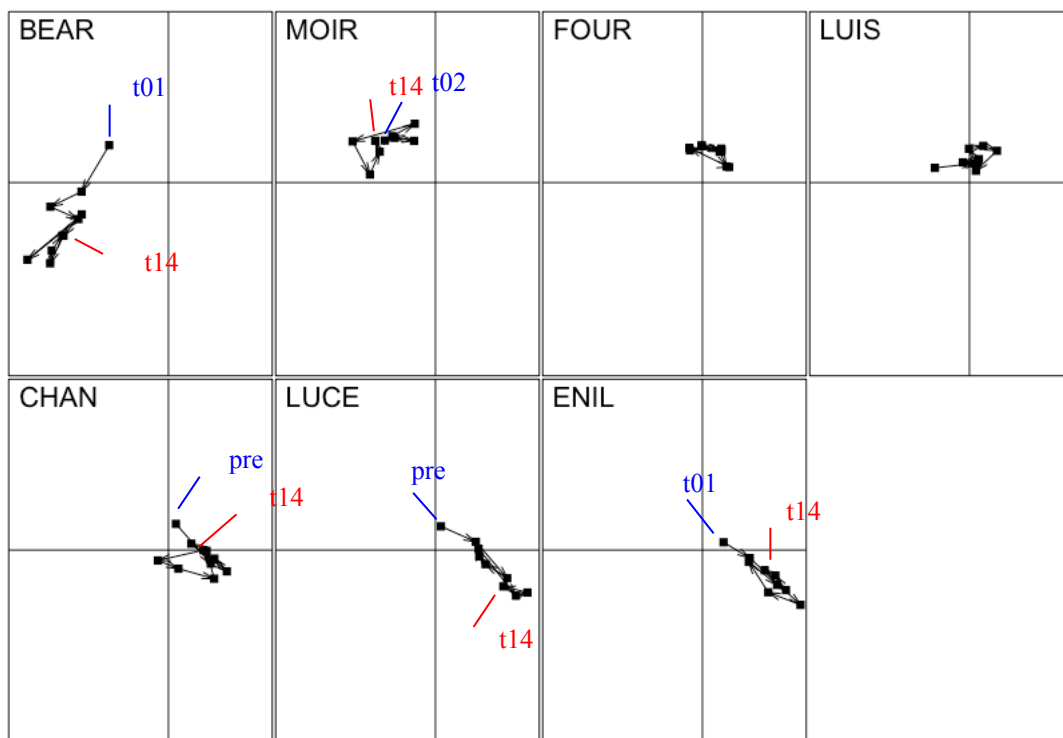 BEAR
MOIR
FOUR
LUIS
t01
t14 t02
t14
CHAN
LUCE
ENIL
pre
t14
pre
t14
t01
t14